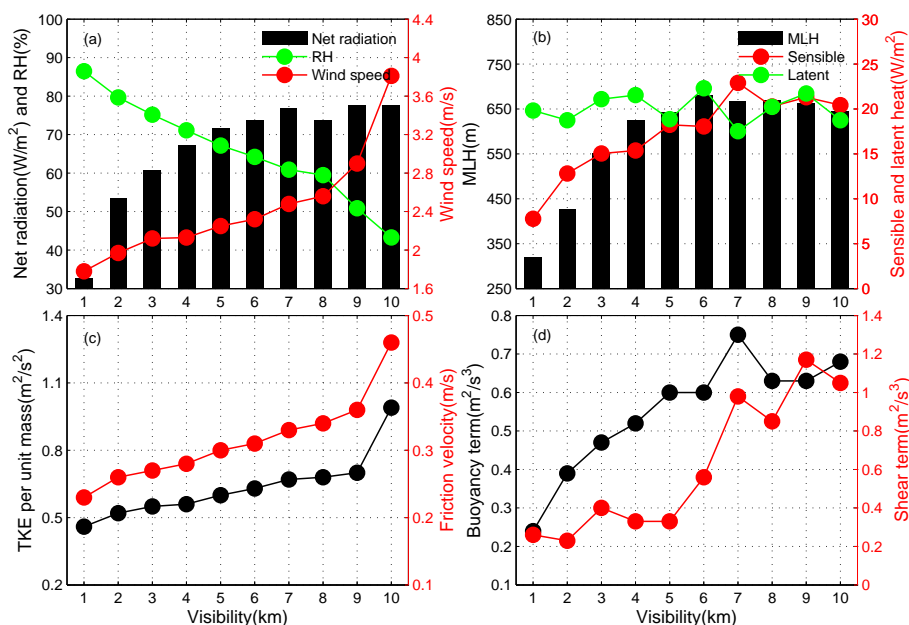 (a)
Net radiation
RH
Wind speed
100
90
80
70
60
50
40
30
Net radiation(W/m²) and RH(%)
4.4
4
3.6
3.2
2.8
2.4
2
1.6
Wind speed(m/s)
1 2 3 4 5 6 7 8 9 10
(b)
MLH
Sensible
Latent
850
750
650
550
450
350
250
MLH(m)
30
25
20
15
10
5
0
Sensible and latent heat(W/m²)
1 2 3 4 5 6 7 8 9 10
(c)
1.4
1.1
0.8
0.5
0.2
TKE per unit mass(m²/s²)
0.5
0.4
0.3
0.2
0.1
Friction velocity(m/s)
1 2 3 4 5 6 7 8 9 10
Visibility(km)
(d)
0.8
0.7
0.6
0.5
0.4
0.3
0.2
0.1
Buoyancy term(m²/s³)
1.4
1.2
1
0.8
0.6
0.4
0.2
0
Shear term(m²/s³)
1 2 3 4 5 6 7 8 9 10
Visibility(km)